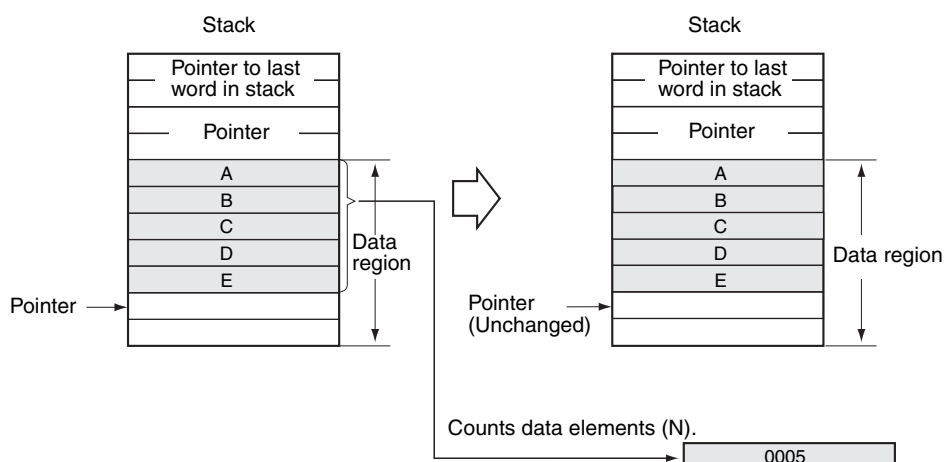 Stack
Pointer to last
word in stack
Pointer
A
B
C
D
E
Data
region
Pointer
Stack
Pointer to last
word in stack
Pointer
A
B
C
D
E
Data region
Pointer
(Unchanged)
Counts data elements (N).
0005